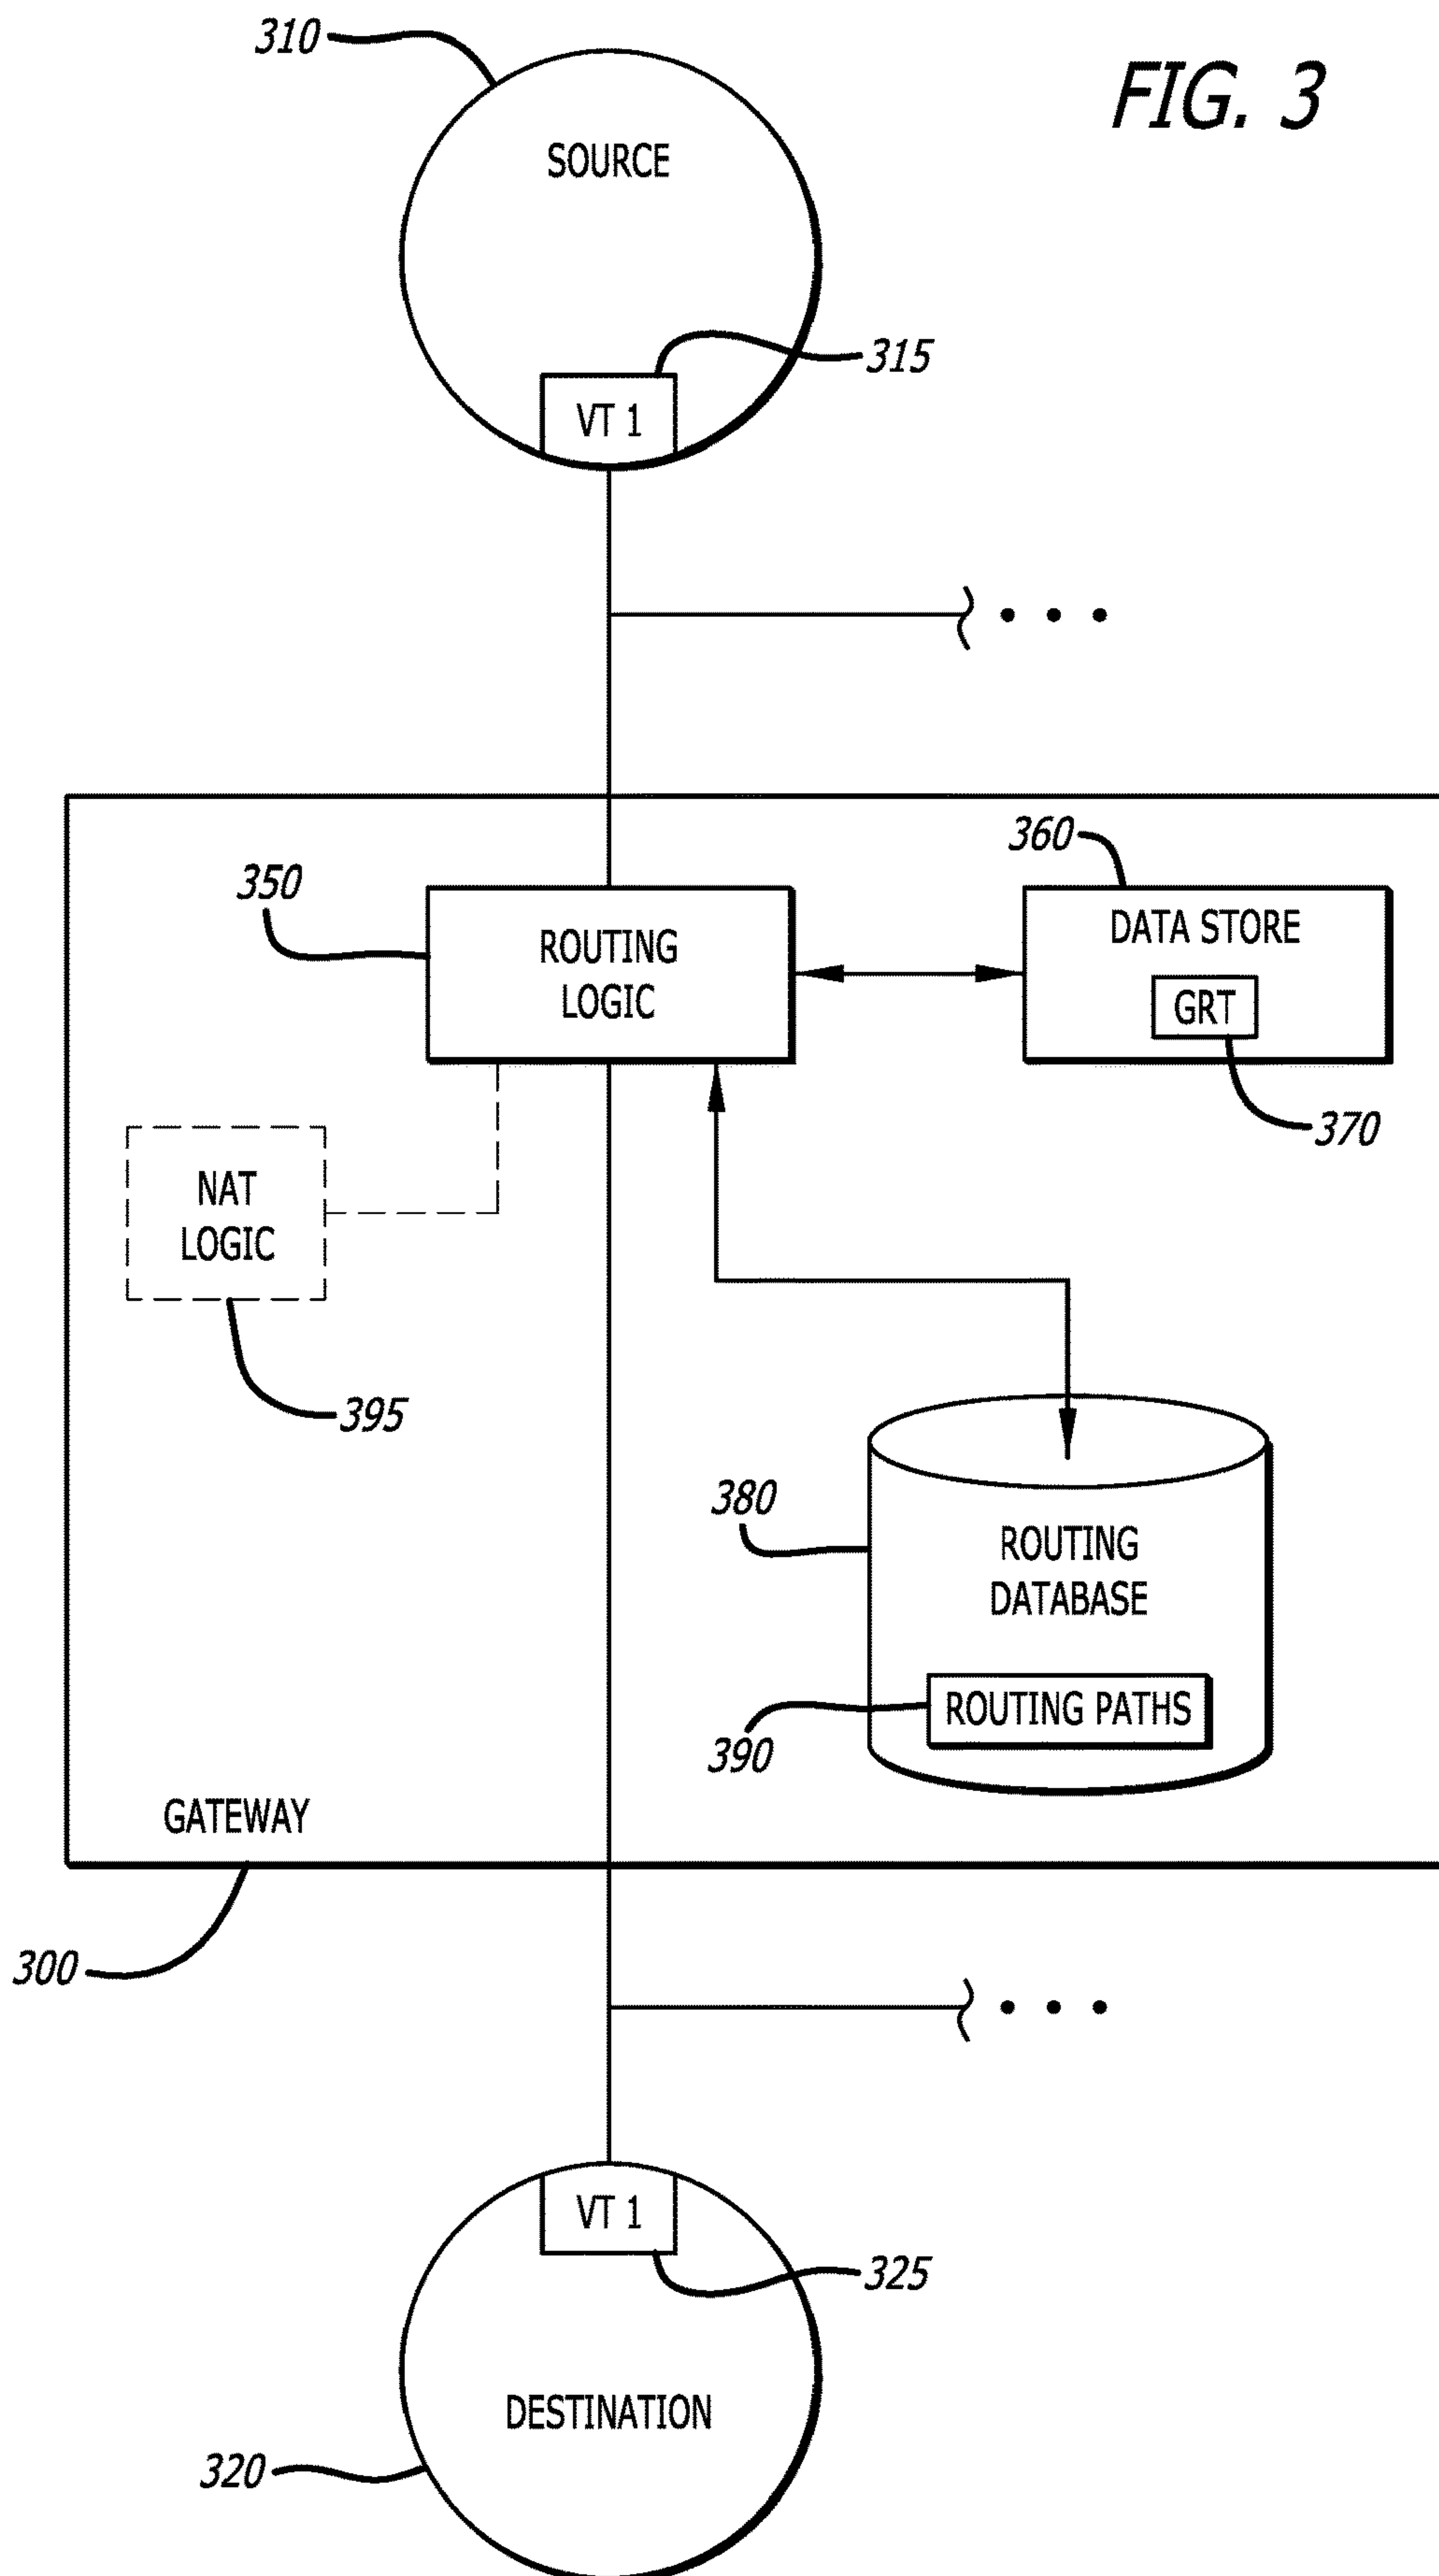 310
FIG. 3
SOURCE
315
VT 1
360
350
DATA STORE
ROUTING
LOGIC
GRT
370
NAT
LOGIC
395
380
ROUTING
DATABASE
ROUTING PATHS
390
GATEWAY
300
VT 1
325
DESTINATION
320